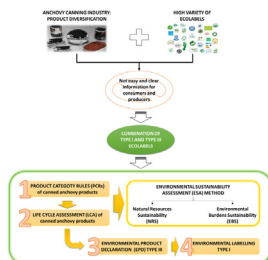 ANCHOVY CANNING INDUSTRY:
PRODUCT DIVERSIFICATION
HIGH VARIETY OF
ECOLABELS
Not easy and clear
information for
consumers and
producers
COMBINATION OF
TYPE I AND TYPE III
ECOLABELS
1 PRODUCT CATEGORY RULES (PCRs)
of canned anchovy products
2 LIFE CYCLE ASSESSMENT (LCA) of
canned anchovy products
ENVIRONMENTAL SUSTAINABILITY
ASSESSMENT (ESA) METHOD
Natural Resources
Sustainability
(NRS)
Environmental
Burdens Sustainability
(EBS)
3 ENVIRONMENTAL PRODUCT
DECLARATION (EPD) TYPE III
4 ENVIRONMENTAL LABELLING
TYPE I